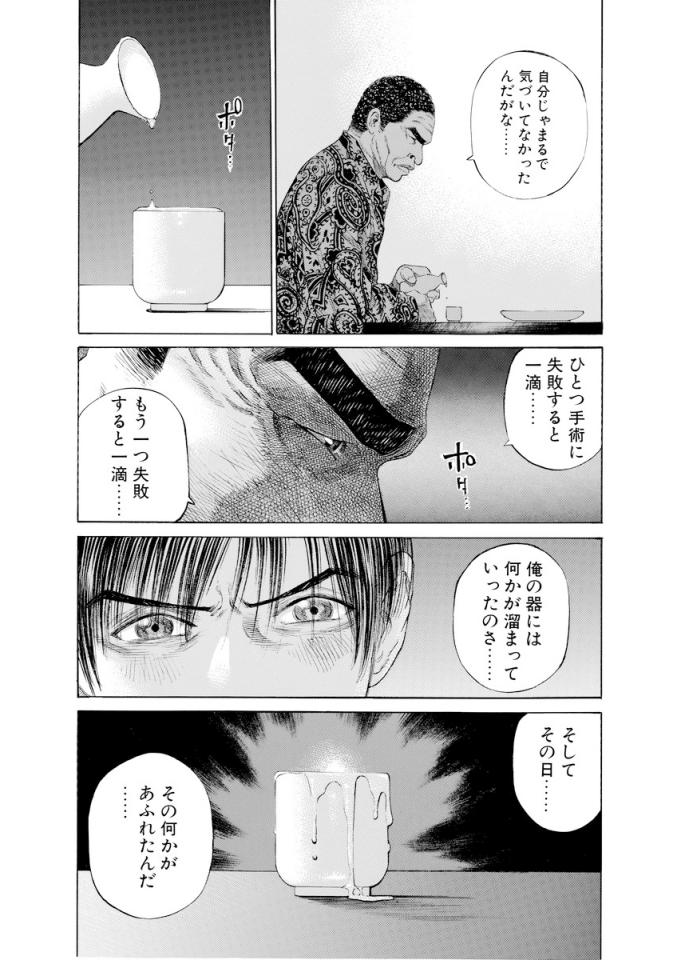 自分じゃまるで
気づいてなかった
んだがな……
ポタ…
ひとつ手術に
失敗すると
一滴……
ポタ…
もう一つ失敗
すると一滴……
俺の器には
何かが溜まって
いったのさ……
そして
その日……
その何かが
あふれたんだ
……